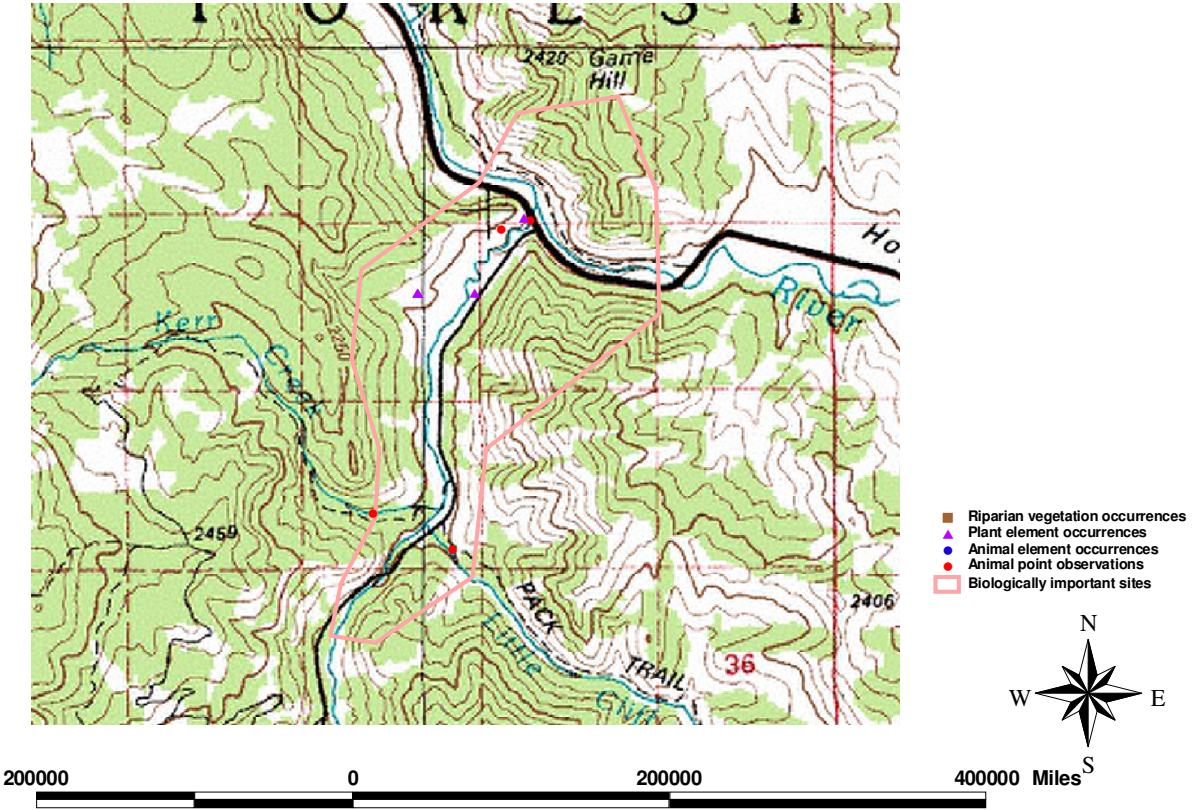 2420 Game
Hill
Ho
River
Kerr
Creek
2250
K
2459
PACK
TRAIL
Little
2406
36
Riparian vegetation occurrences
Plant element occurrences
Animal element occurrences
Animal point observations
Biologically important sites
N
W E
S
200000 0 200000 400000 Miles